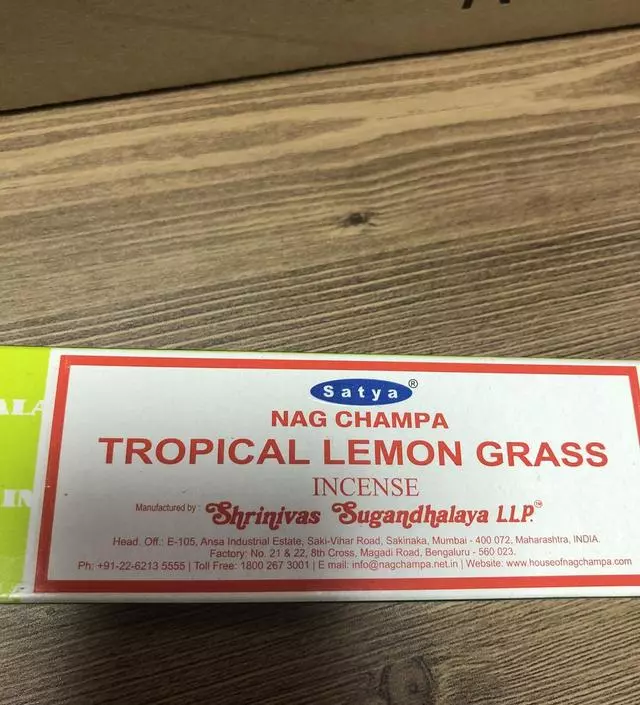 Satya®
NAG CHAMPA
TROPICAL LEMON GRASS
INCENSE
Manufactured by : Shrinivas Sugandhalaya LLP.™
Head. Off.: E-105, Ansa Industrial Estate, Saki-Vihar Road, Sakinaka, Mumbai - 400 072, Maharashtra, INDIA.
Factory: No. 21 & 22, 8th Cross, Magadi Road, Bengaluru - 560 023.
Ph: +91-22-6213 5555 | Toll Free: 1800 267 3001 | E mail: info@nagchampa.net.in | Website: www.houseofnagchampa.com